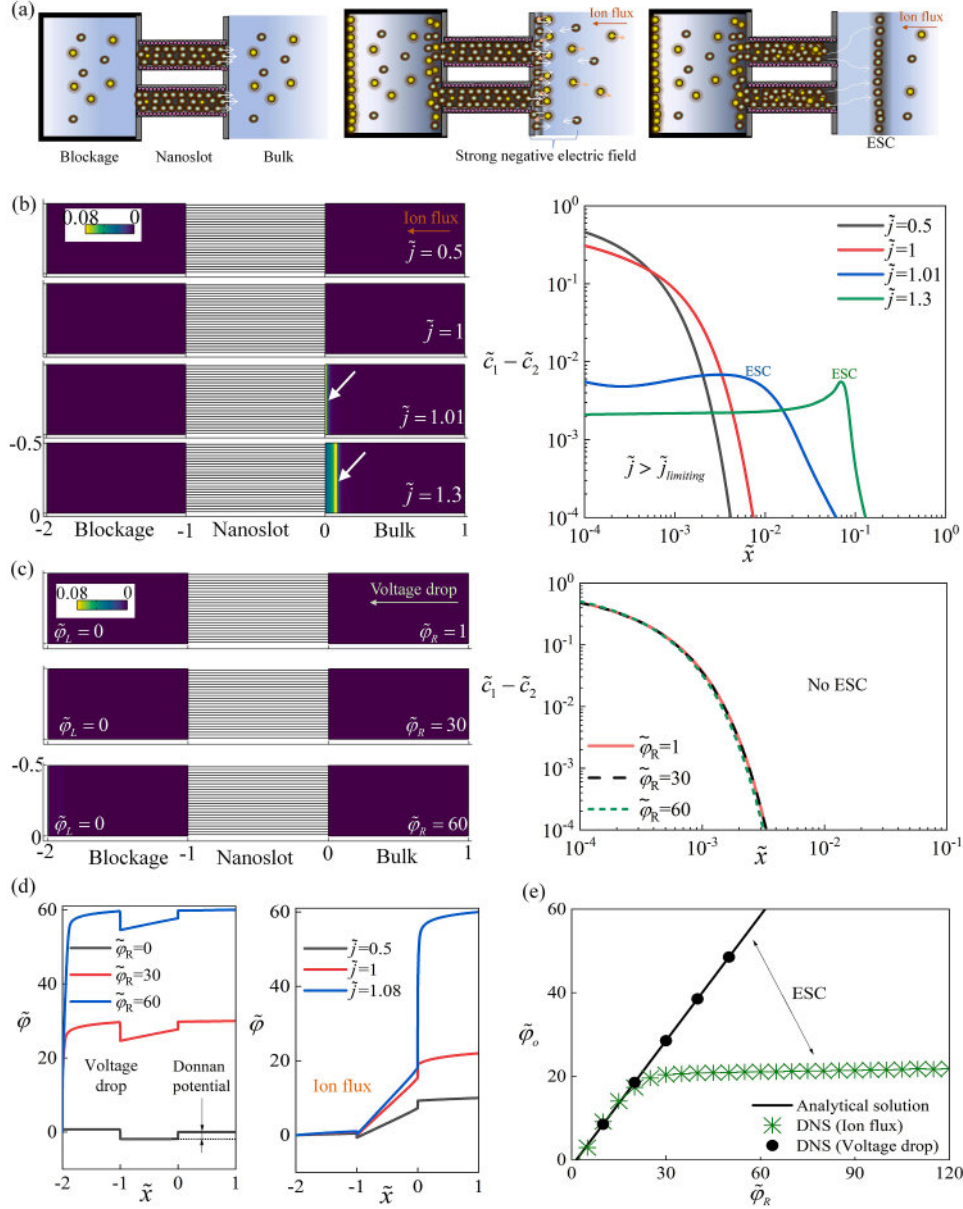 (a)
Ion flux
Ion flux
Blockage
Nanoslot
Bulk
Strong negative electric field
ESC
(b)
0.08
0
Ion flux
j̃=0.5
j̃=1
j̃=1.01
-0.5
j̃=1.3
0
-2
-1
0
1
Blockage
Nanoslot
Bulk
10⁰
10⁻¹
10⁻²
10⁻³
10⁻⁴
c̃₁ − c̃₂
j̃=0.5
j̃=1
j̃=1.01
j̃=1.3
ESC
ESC
j̃ > j̃limiting
10⁻⁴
10⁻³
10⁻²
10⁻¹
10⁰
x̃
(c)
0.08
0
Voltage drop
φ̃L = 0
φ̃R = 1
φ̃L = 0
φ̃R = 30
-0.5
φ̃L = 0
φ̃R = 60
0
-2
-1
0
1
Blockage
Nanoslot
Bulk
10⁰
10⁻¹
10⁻²
10⁻³
10⁻⁴
c̃₁ − c̃₂
No ESC
φ̃R=1
φ̃R=30
φ̃R=60
10⁻⁴
10⁻³
10⁻²
10⁻¹
x̃
(d)
60
40
20
0
φ̃
φ̃R=0
φ̃R=30
φ̃R=60
Voltage drop
Donnan potential
-2
-1
0
1
x̃
60
40
20
0
φ̃
j̃=0.5
j̃=1
j̃=1.08
Ion flux
-2
-1
0
1
x̃
(e)
60
40
20
0
φ̃o
ESC
Analytical solution
DNS (Ion flux)
DNS (Voltage drop)
0
30
60
90
120
φ̃R